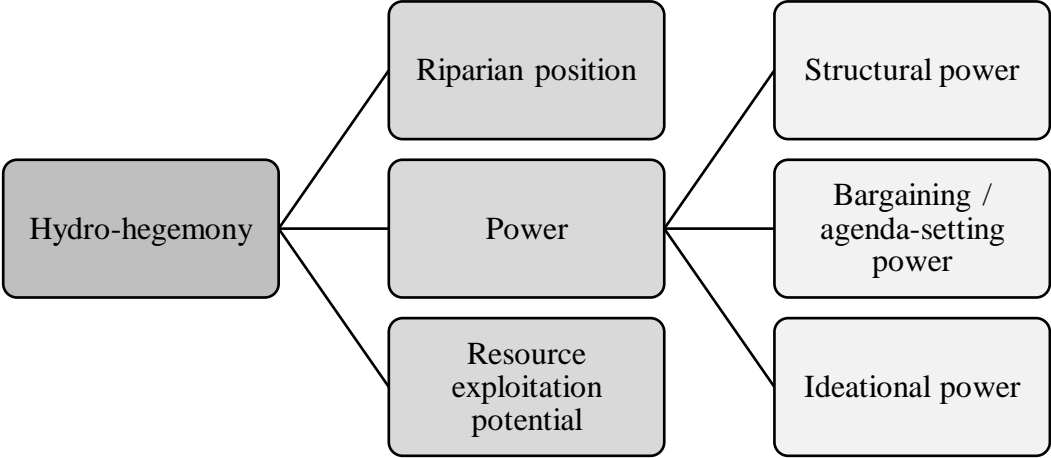 Hydro-hegemony
Riparian position
Power
Resource
exploitation
potential
Structural power
Bargaining /
agenda-setting
power
Ideational power